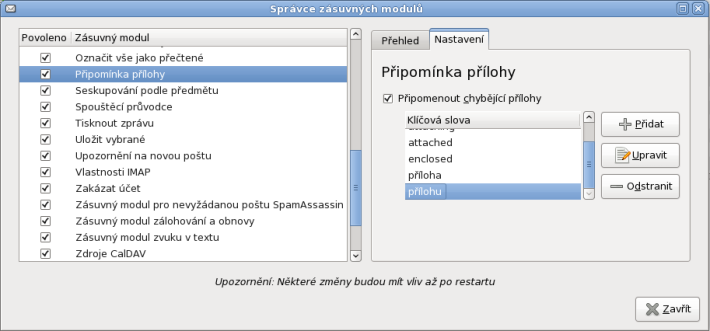 Správce zásuvných modulů
Povoleno Zásuvný modul
Označit vše jako přečtené
Připomínka přílohy
Seskupování podle předmětu
Spouštěcí průvodce
Tisknout zprávu
Uložit vybrané
Upozornění na novou poštu
Vlastnosti IMAP
Zakázat účet
Zásuvný modul pro nevyžádanou poštu SpamAssassin
Zásuvný modul zálohování a obnovy
Zásuvný modul zvuku v textu
Zdroje CalDAV
Přehled Nastavení
Připomínka přílohy
Připomenout chybějící přílohy
Klíčová slova
attaching
attached
enclosed
příloha
přílohu
Přidat
Upravit
Odstranit
Upozornění: Některé změny budou mít vliv až po restartu
Zavřít